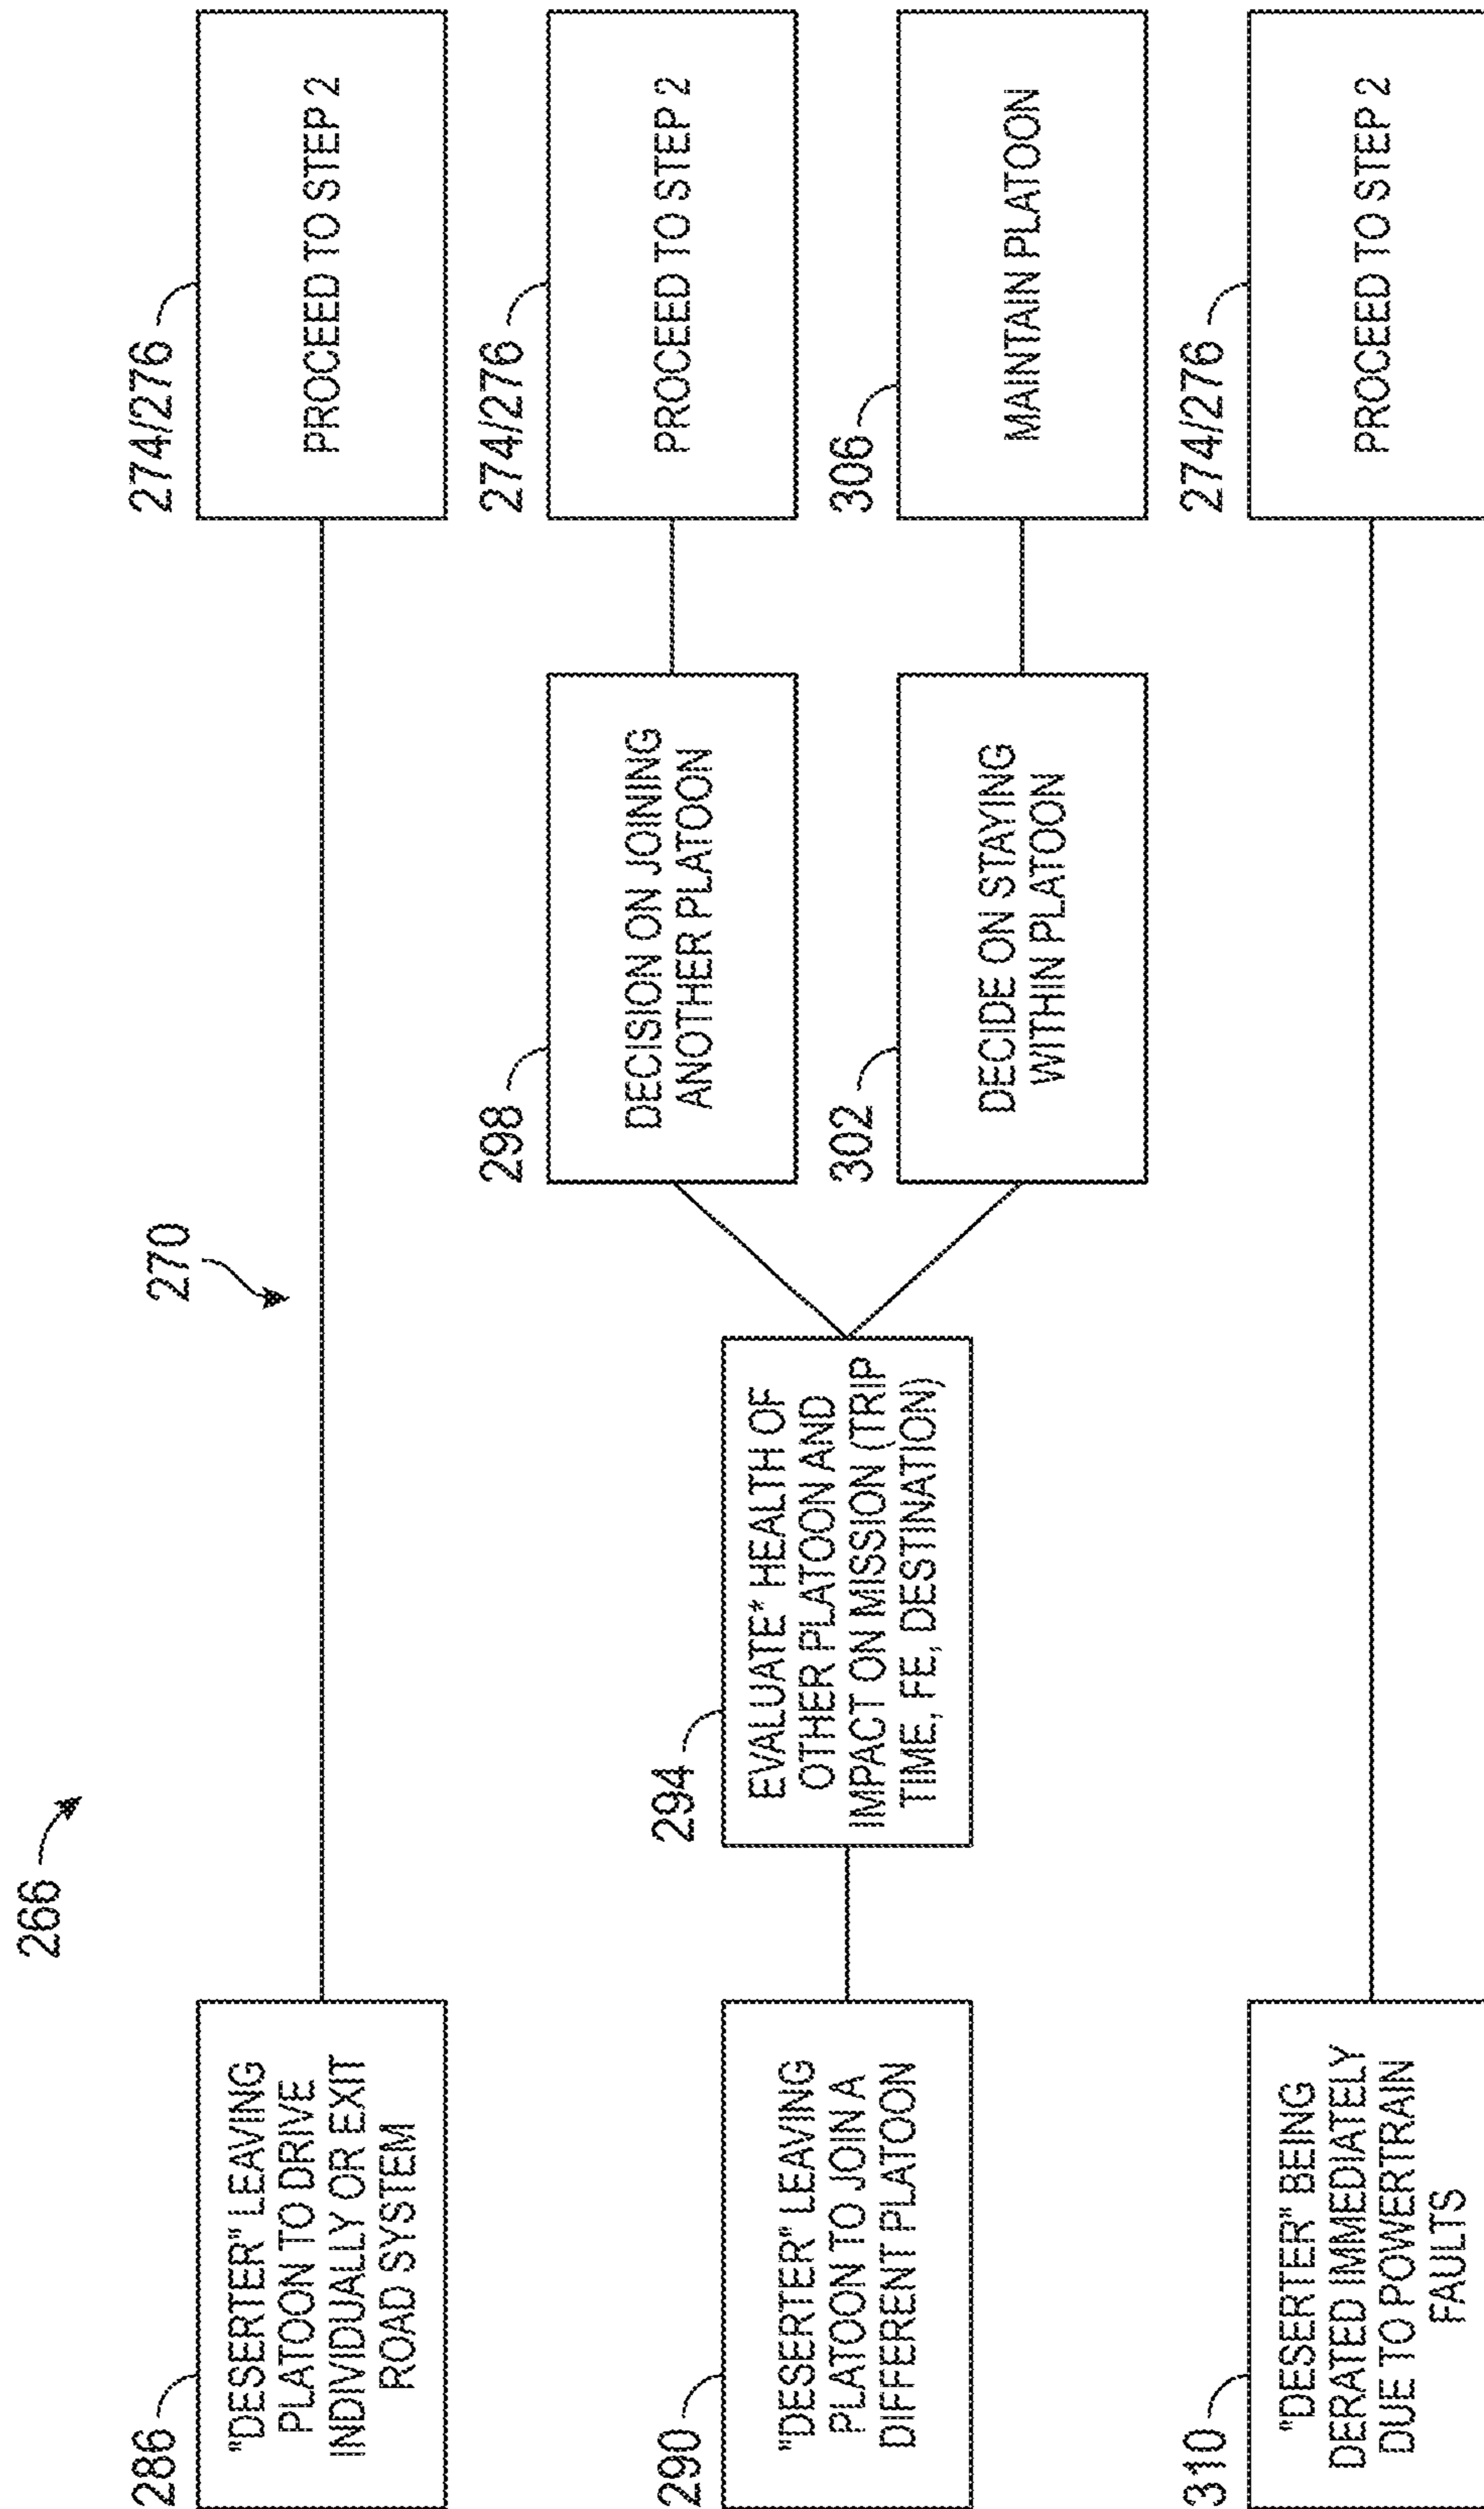 266
270
286
"DESERTER" LEAVING
PLATOON TO DRIVE
INDIVIDUALLY OR EXIT
ROAD SYSTEM
274/276
PROCEED TO STEP 2
290
"DESERTER" LEAVING
PLATOON TO JOIN A
DIFFERENT PLATOON
294
EVALUATE* HEALTH OF
OTHER PLATOON AND
IMPACT ON MISSION (TRIP
TIME, FE, DESTINATION)
298
DECISION ON JOINING
ANOTHER PLATOON
274/276
PROCEED TO STEP 2
302
DECIDE ON STAYING
WITHIN PLATOON
306
MAINTAIN PLATOON
310
"DESERTER" BEING
DERATED IMMEDIATELY
DUE TO POWERTRAIN
FAULTS
274/276
PROCEED TO STEP 2